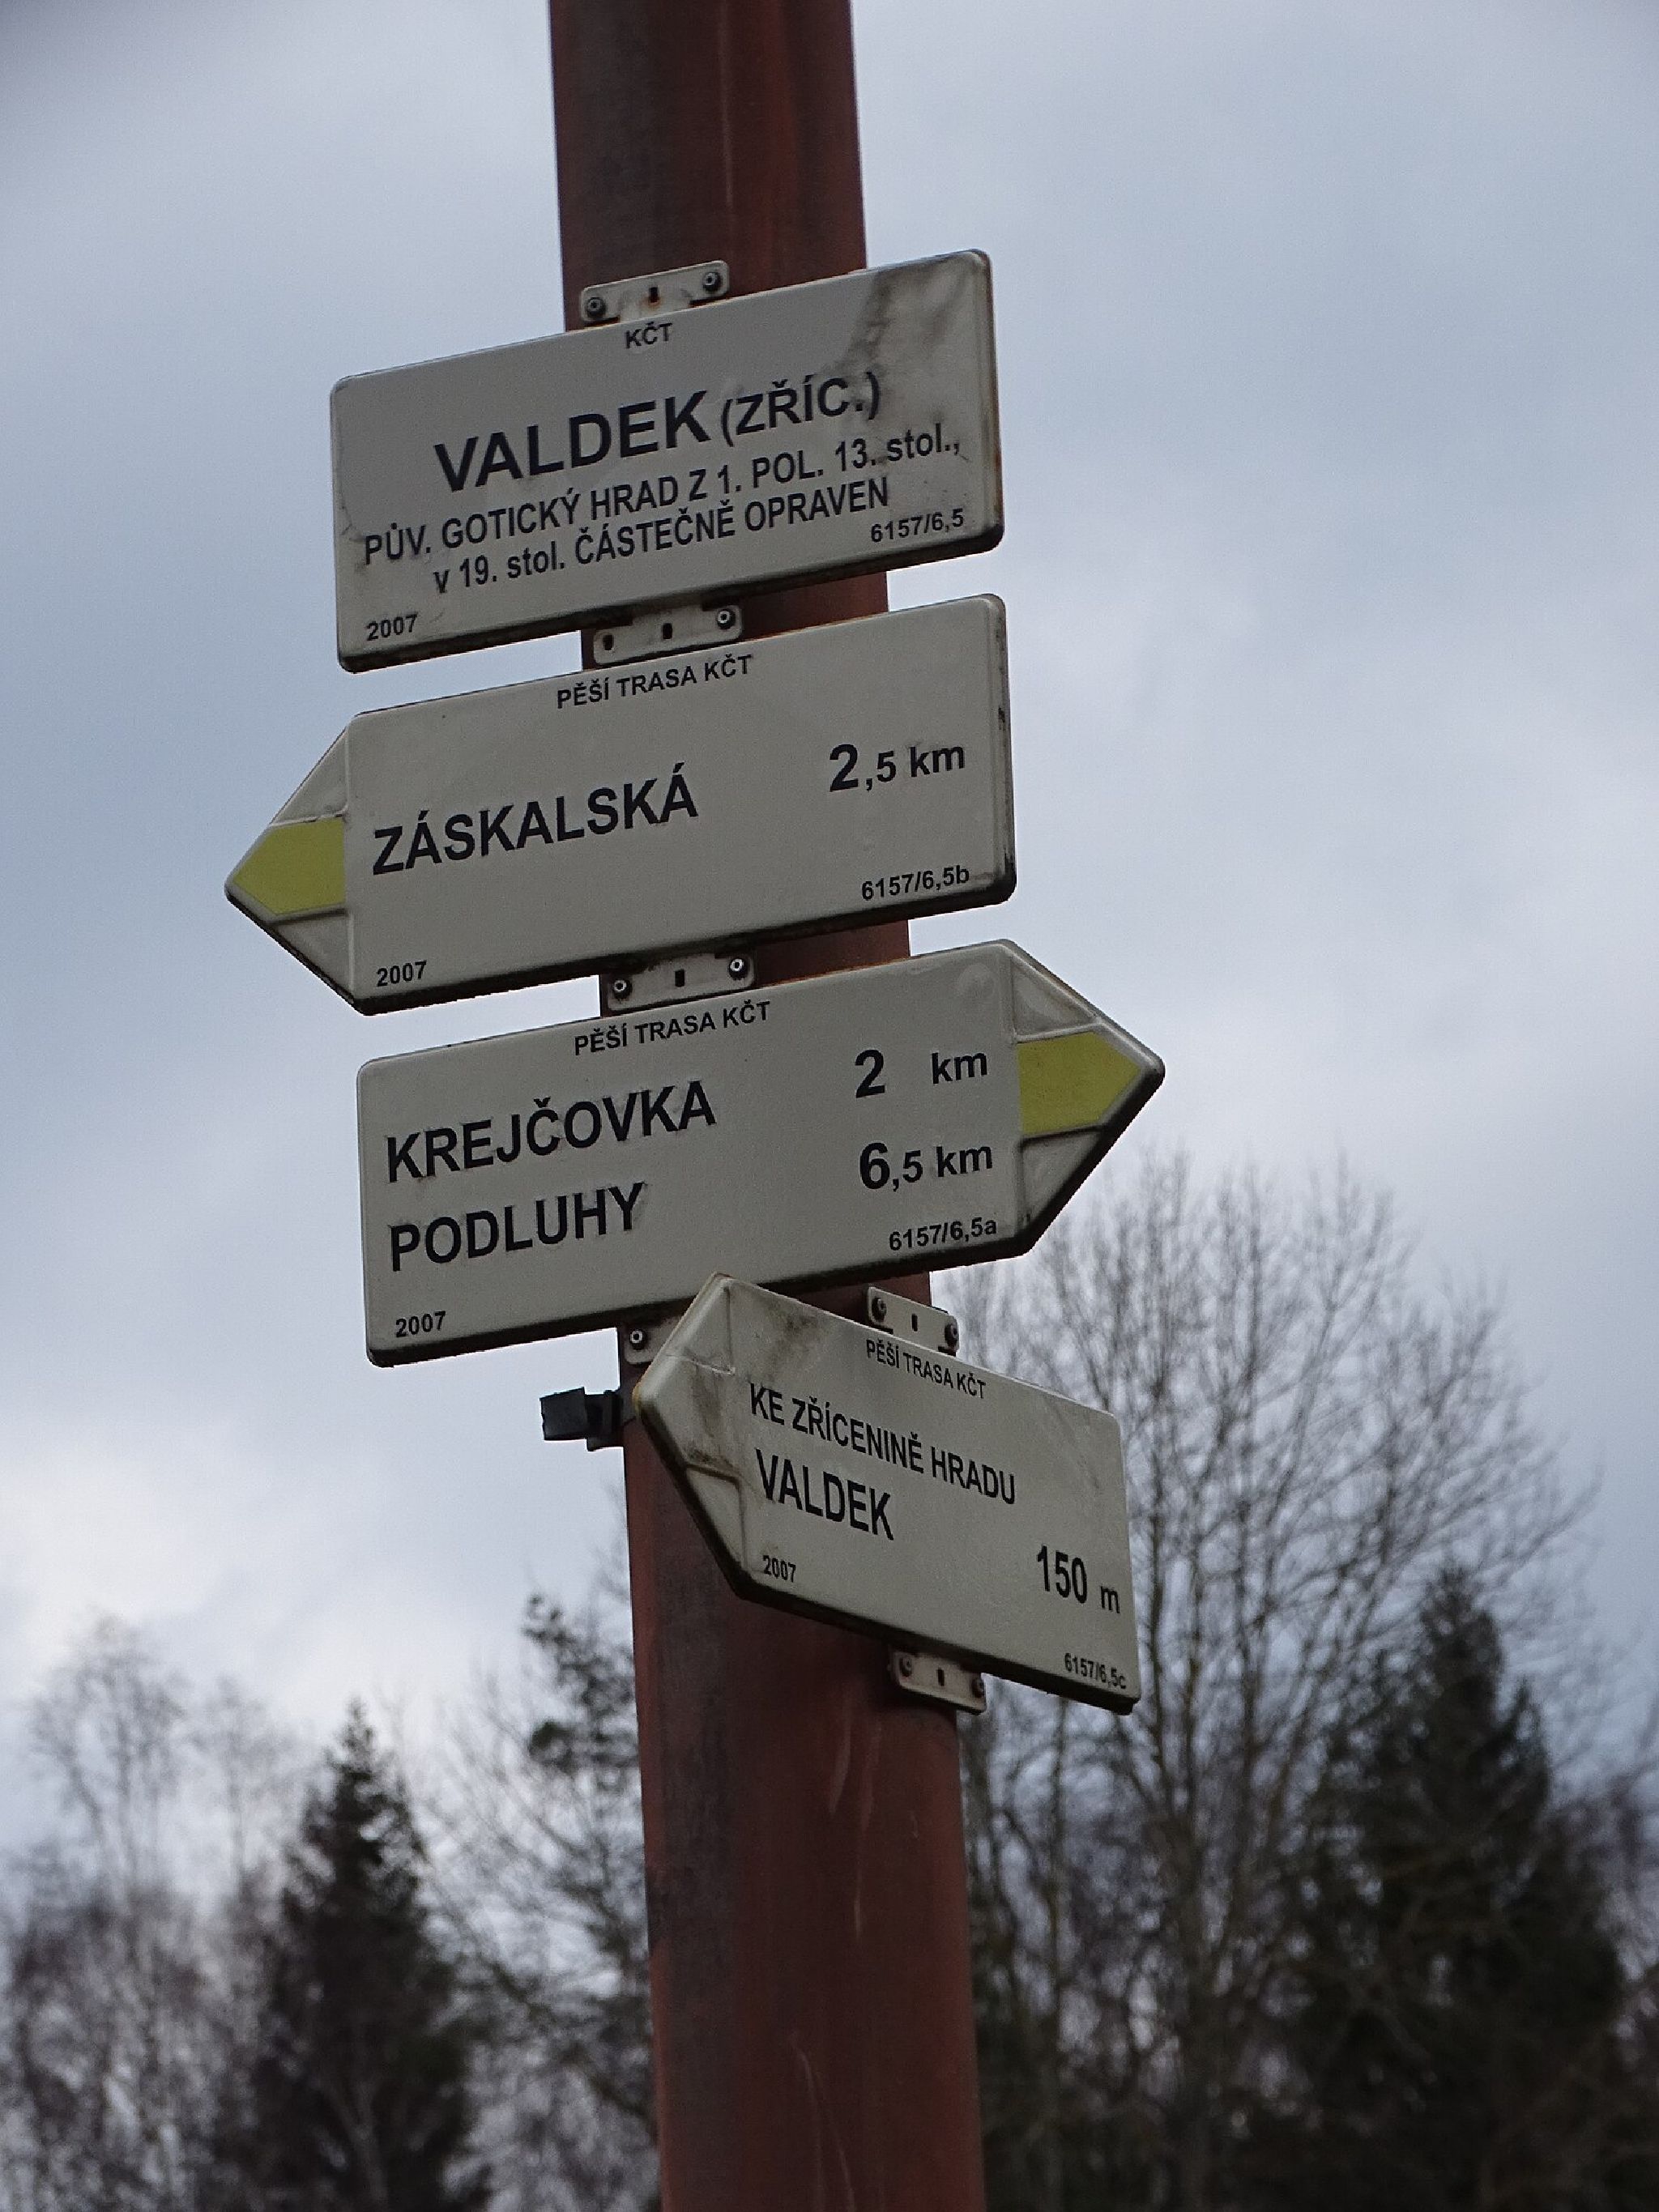 KČT
VALDEK (ZŘÍC.)
PŮV. GOTICKÝ HRAD Z 1. POL. 13. stol.,
v 19. stol. ČÁSTEČNĚ OPRAVEN
6157/6,5
2007
PĚŠÍ TRASA KČT
ZÁSKALSKÁ 2,5 km
6157/6,5b
2007
PĚŠÍ TRASA KČT
KREJČOVKA 2 km
PODLUHY 6,5 km
6157/6,5a
2007
PĚŠÍ TRASA KČT
KE ZŘÍCENINĚ HRADU
VALDEK
150 m
2007
6157/6,5c